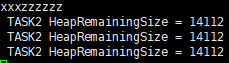 xxxzzzzzz
TASK2 HeapRemainingSize = 14112
TASK2 HeapRemainingSize = 14112
TASK2 HeapRemainingSize = 14112